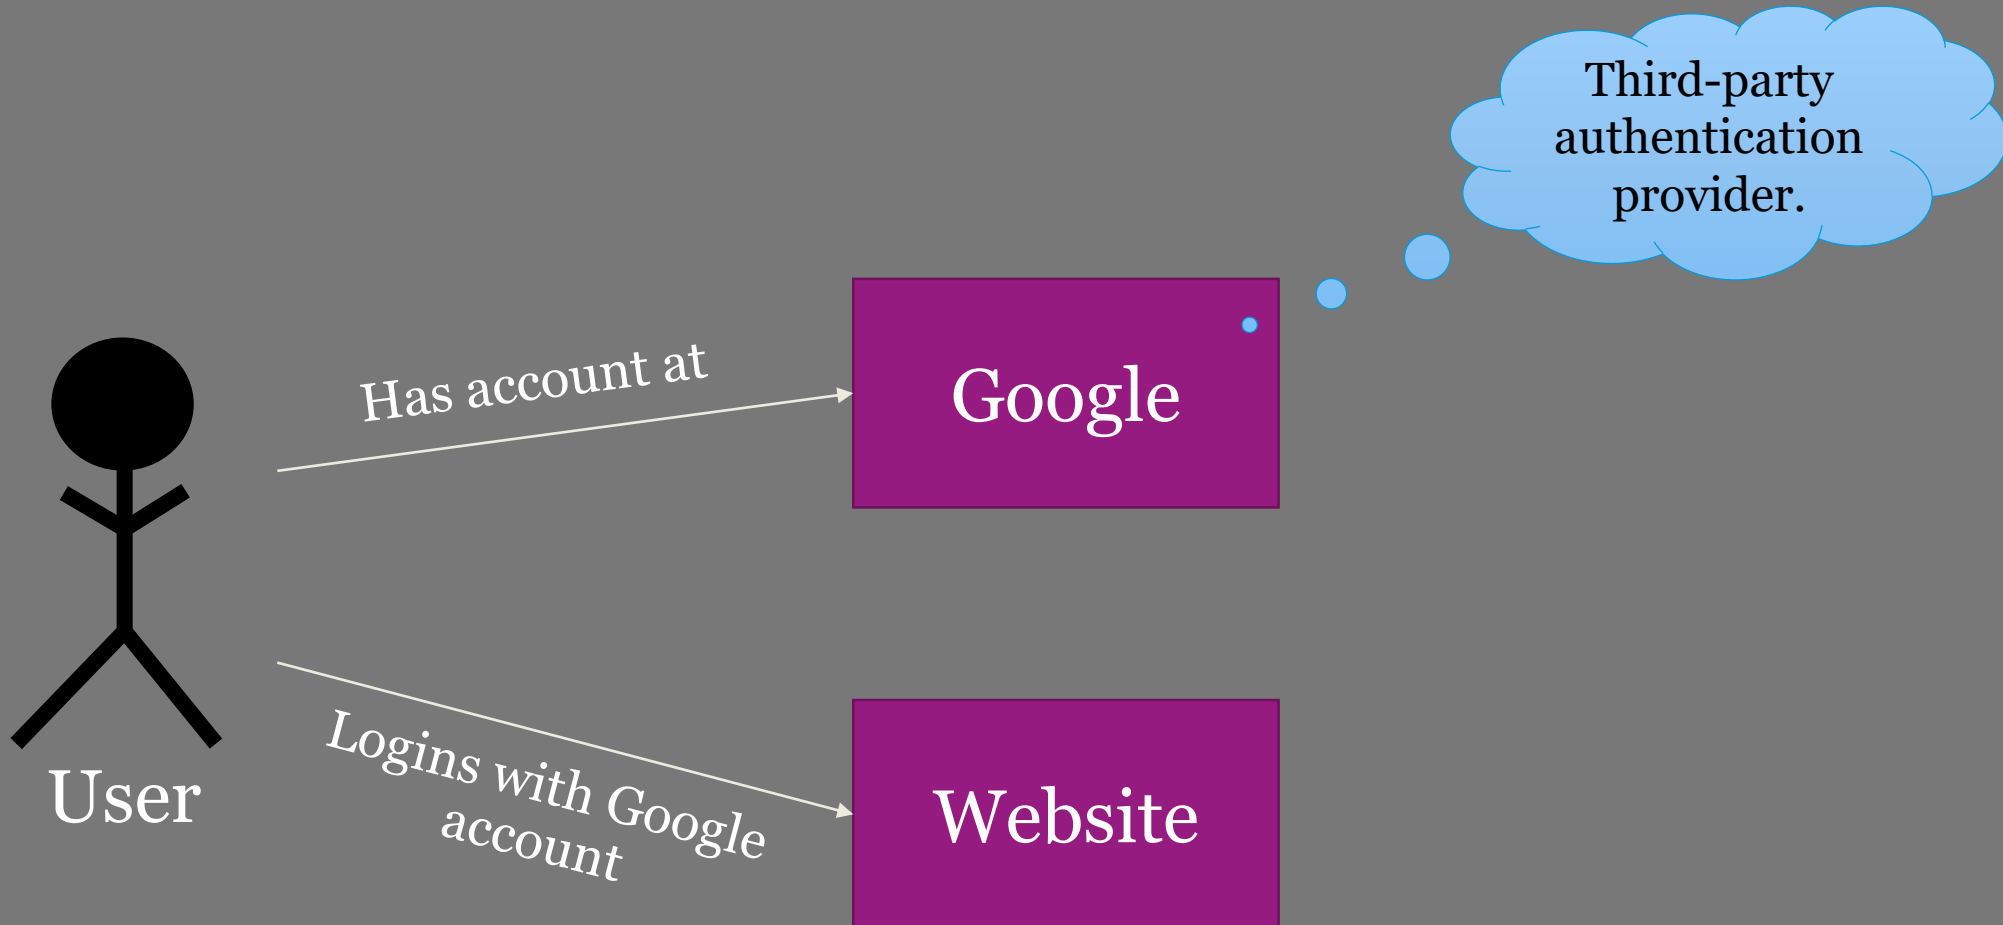 Third-party
authentication
provider.
Has account at
Google
User
Logins with Google
account
Website